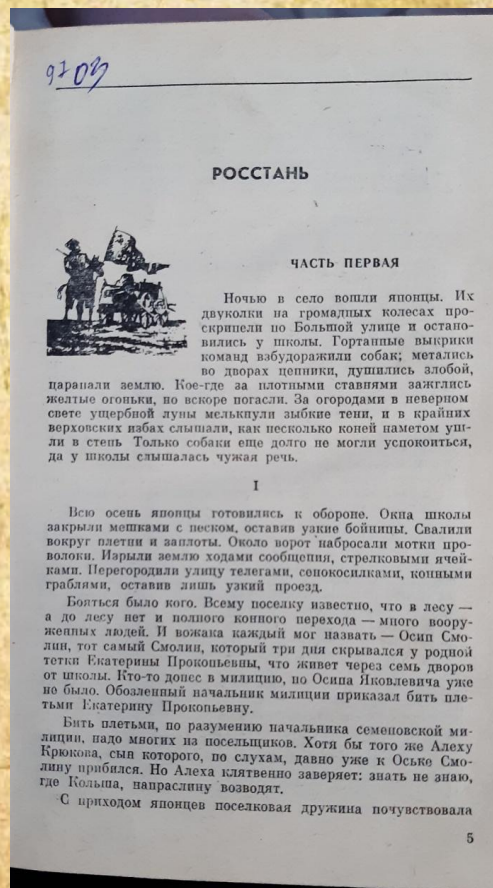 9703
РОССТАНЬ
ЧАСТЬ ПЕРВАЯ
Ночью в село вошли японцы. Их
двуколки на громадных колесах про-
скрипели по Большой улице и остано-
вились у школы. Гортанные выкрики
команд взбудоражили собак; метались
во дворах цепники, душились злобой,
царапали землю. Кое-где за плотными ставнями зажглись
желтые огоньки, но вскоре погасли. За огородами в неверном
свете ущербной луны мелькнули зыбкие тени, и в крайних
верховских избах слышали, как несколько коней наметом уш-
ли в степь Только собаки еще долго не могли успокоиться,
да у школы слышалась чужая речь.
I
Всю осень японцы готовились к обороне. Окна школы
закрыли мешками с песком, оставив узкие бойницы. Свалили
вокруг плетни и заплоты. Около ворот набросали мотки про-
волоки. Изрыли землю ходами сообщения, стрелковыми ячей-
ками. Перегородили улицу телегами, сенокосилками, конными
граблями, оставив лишь узкий проезд.
Бояться было кого. Всему поселку известно, что в лесу —
а до лесу нет и полного конного перехода — много воору-
женных людей. И вожака каждый мог назвать — Осип Смо-
лин, тот самый Смолин, который три дня скрывался у родной
тетки Екатерины Прокопьевны, что живет через семь дворов
от школы. Кто-то донес в милицию, но Осипа Яковлевича уже
не было. Обозленный начальник милиции приказал бить пле-
тьми Екатерину Прокопьевну.
Бить плетьми, по разумению начальника семеновской ми-
лиции, надо многих из посельщиков. Хотя бы того же Алеху
Крюкова, сын которого, по слухам, давно уже к Оське Смо-
лину прибился. Но Алеха клятвенно заверяет: знать не знаю,
где Кольша, напраслину возводят.
С приходом японцев поселковая дружина почувствовала
5